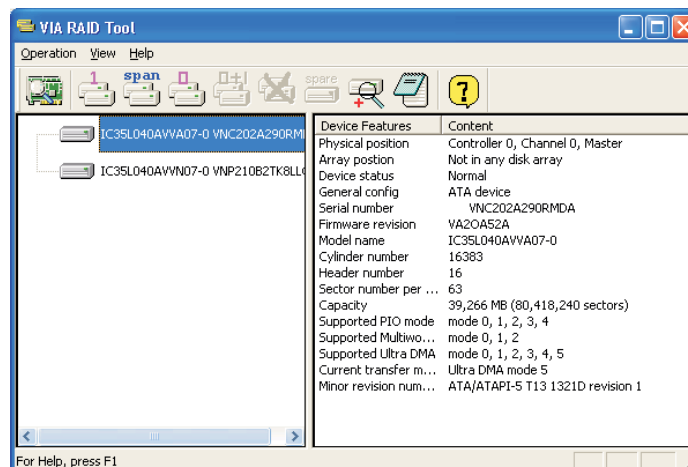 VIA RAID Tool
Operation View Help
1 span 0 0+1 spare ?
IC35L040AVVA07-0 VNC202A290RM
IC35L040AVVN07-0 VNP210B2TK8LL
Device Features Content
Physical position Controller 0, Channel 0, Master
Array postion Not in any disk array
Device status Normal
General config ATA device
Serial number VNC202A290RMDA
Firmware revision VA2OA52A
Model name IC35L040AVVA07-0
Cylinder number 16383
Header number 16
Sector number per ... 63
Capacity 39,266 MB (80,418,240 sectors)
Supported PIO mode mode 0, 1, 2, 3, 4
Supported Multiwo... mode 0, 1, 2
Supported Ultra DMA mode 0, 1, 2, 3, 4, 5
Current transfer m... Ultra DMA mode 5
Minor revision num... ATA/ATAPI-5 T13 1321D revision 1
For Help, press F1